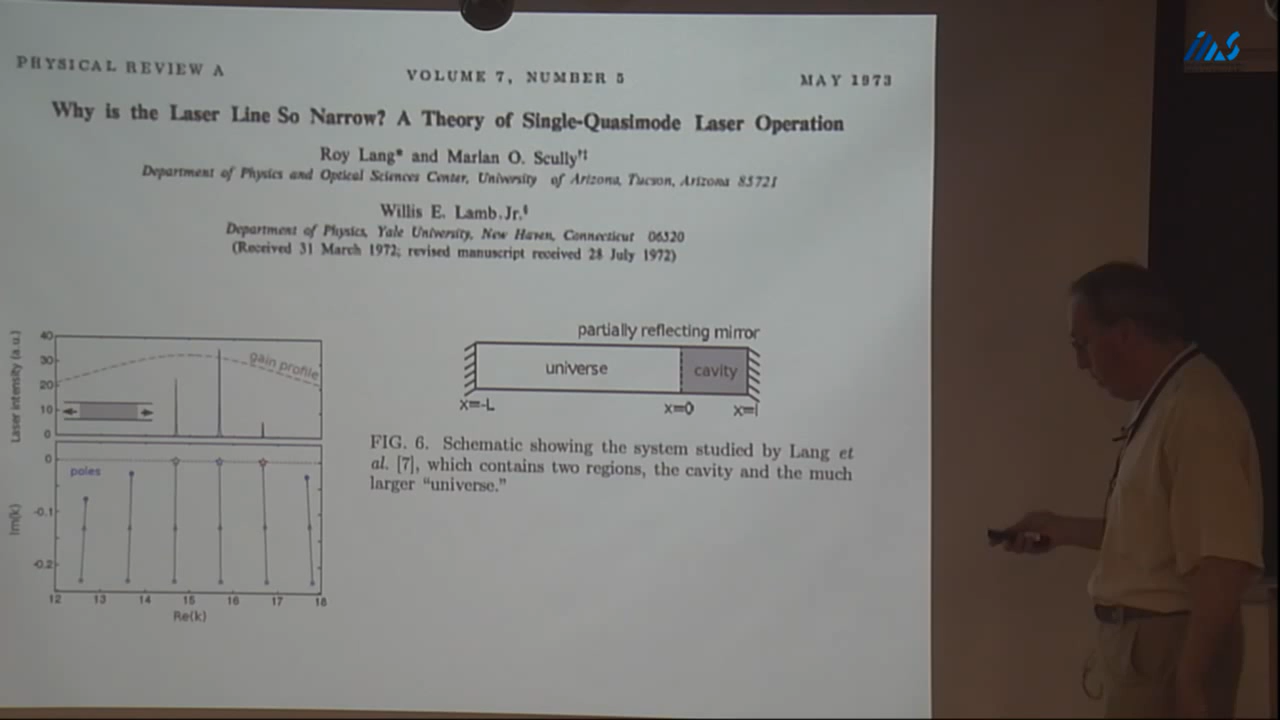 PHYSICAL REVIEW A VOLUME 7, NUMBER 5 MAY 1973
Why is the Laser Line So Narrow? A Theory of Single-Quasimode Laser Operation
Roy Lang* and Marlan O. Scully†‡
Department of Physics and Optical Sciences Center, University of Arizona, Tucson, Arizona 85721
Willis E. Lamb, Jr.§
Department of Physics, Yale University, New Haven, Connecticut 06520
(Received 31 March 1972; revised manuscript received 28 July 1972)
Laser intensity (a.u.)
40
30
20
10
0
gain profile
poles
Im(k)
0
-0.1
-0.2
12 13 14 15 16 17 18
Re(k)
partially reflecting mirror
universe cavity
x=-L x=0 x=l
FIG. 6. Schematic showing the system studied by Lang et
al. [7], which contains two regions, the cavity and the much
larger “universe.”